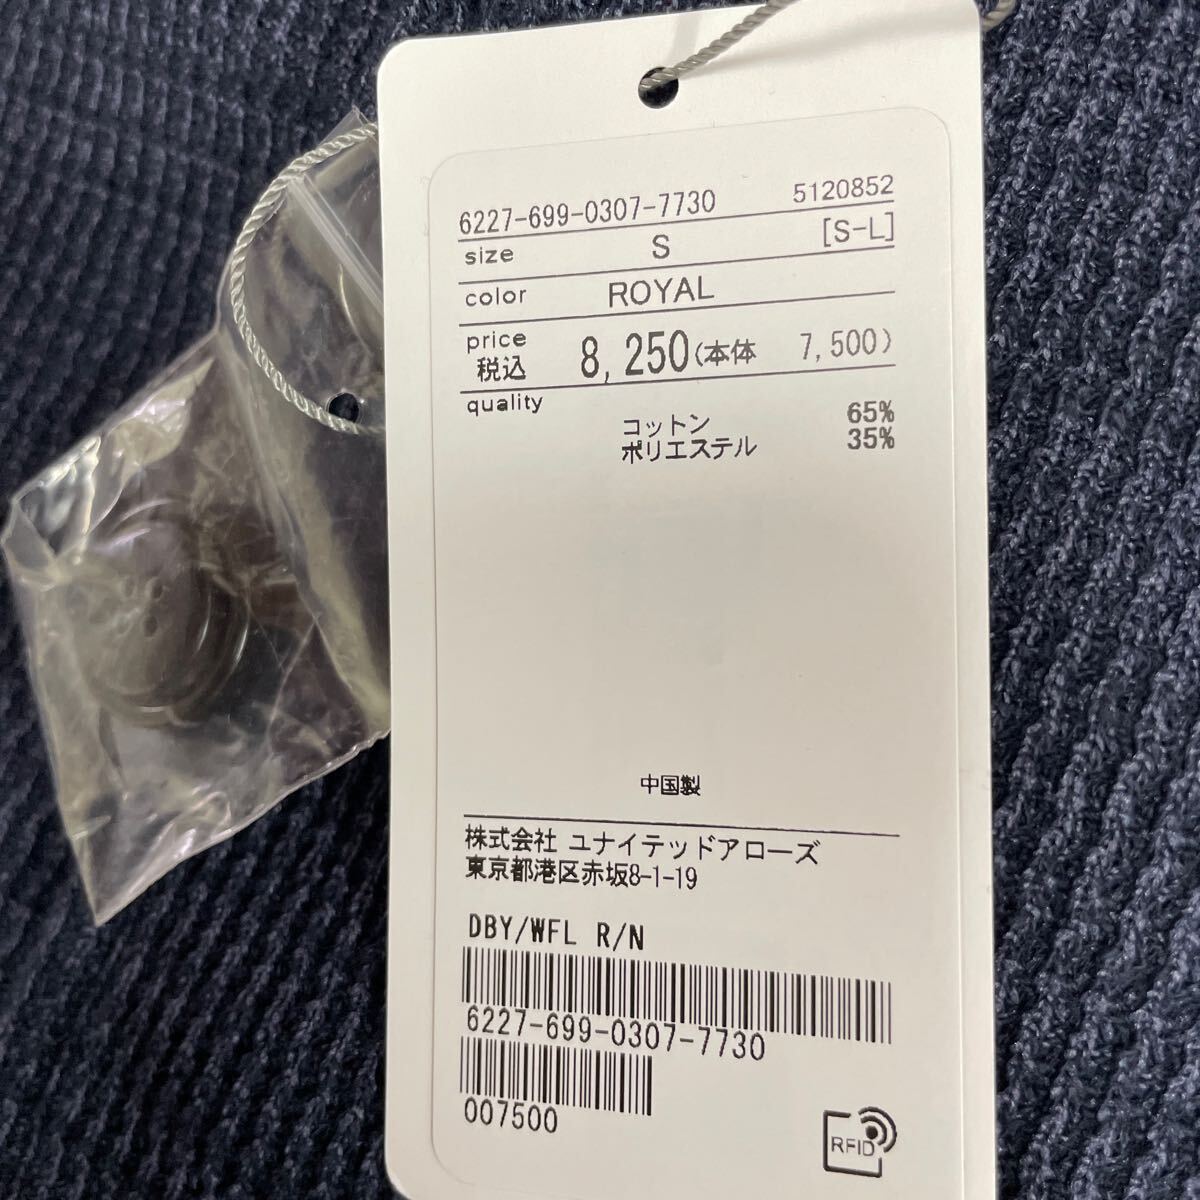 6227-699-0307-7730 5120852
size S [S-L]
color ROYAL
price
税込 8,250(本体 7,500)
quality
コットン 65%
ポリエステル 35%
中国製
株式会社 ユナイテッドアローズ
東京都港区赤坂8-1-19
DBY/WFL R/N
6227-699-0307-7730
007500
RFID